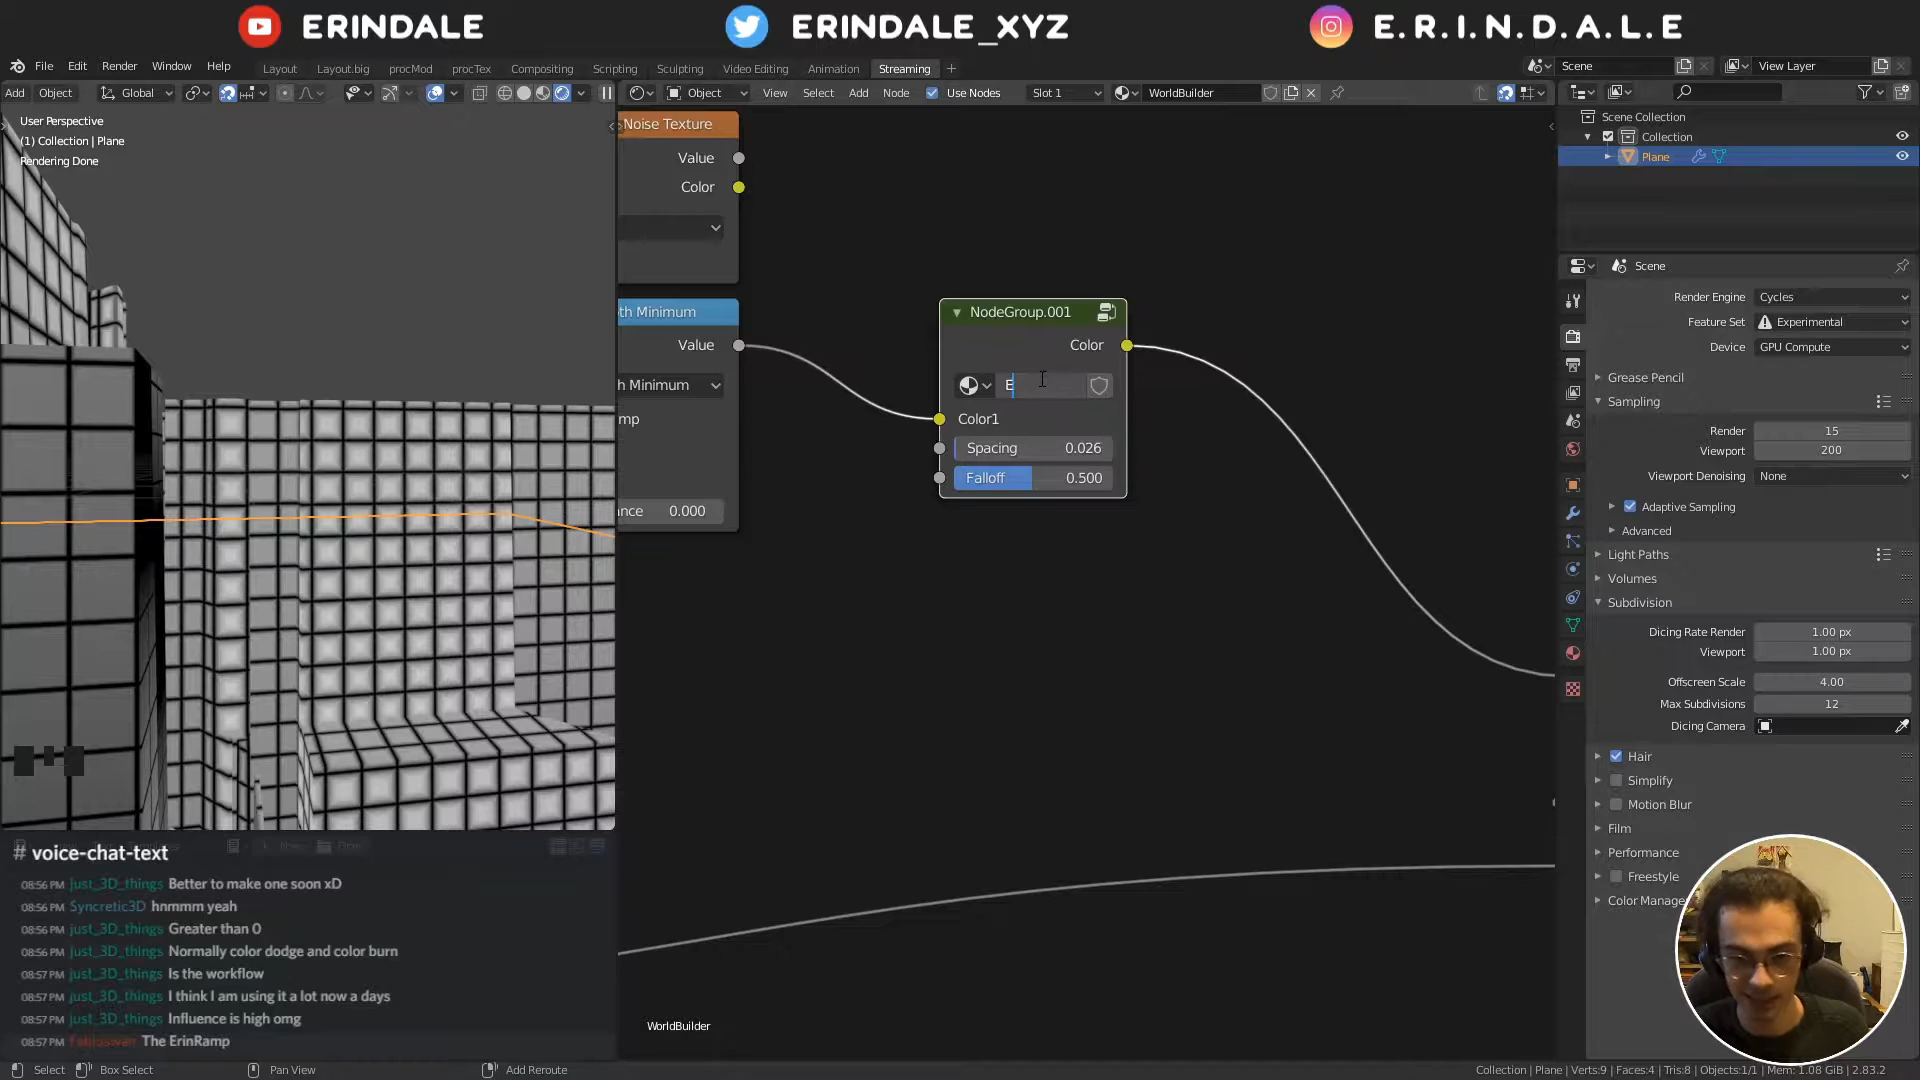 ERINDALE
ERINDALE_XYZ
E.R.I.N.D.A.L.E
File Edit Render Window Help
Layout Layout.big procMod procTex Compositing Scripting Sculpting Video Editing Animation Streaming +
Scene View Layer
Add Object Global
Object View Select Add Node Use Nodes Slot 1 WorldBuilder
User Perspective
(1) Collection | Plane
Rendering Done
Noise Texture
Value
Color
th Minimum
Value
h Minimum
mp
nce 0.000
NodeGroup.001
Color
E
Color1
Spacing 0.026
Falloff 0.500
WorldBuilder
Scene Collection
Collection
Plane
Scene
Render Engine Cycles
Feature Set Experimental
Device GPU Compute
Grease Pencil
Sampling
Render 15
Viewport 200
Viewport Denoising None
Adaptive Sampling
Advanced
Light Paths
Volumes
Subdivision
Dicing Rate Render 1.00 px
Viewport 1.00 px
Offscreen Scale 4.00
Max Subdivisions 12
Dicing Camera
Hair
Simplify
Motion Blur
Film
Performance
Freestyle
Color Manage
# voice-chat-text
08:56 PM just_3D_things Better to make one soon xD
08:56 PM Syncretic3D hnmmm yeah
08:56 PM just_3D_things Greater than 0
08:56 PM just_3D_things Normally color dodge and color burn
08:57 PM just_3D_things Is the workflow
08:57 PM just_3D_things I think I am using it a lot now a days
08:57 PM just_3D_things Influence is high omg
08:57 PM The ErinRamp
Select Box Select Pan View Add Reroute
Collection | Plane | Verts:9 | Faces:4 | Tris:8 | Objects:1/1 | Mem: 1.08 GiB | 2.83.2